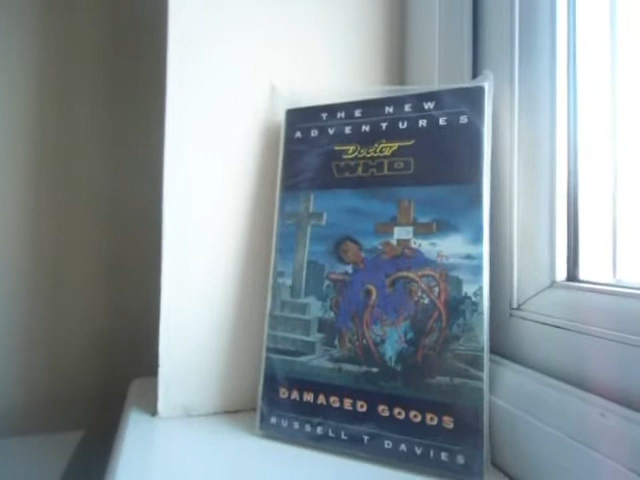 THE NEW
ADVENTURES
Doctor
WHO
DAMAGED GOODS
RUSSELL T DAVIES